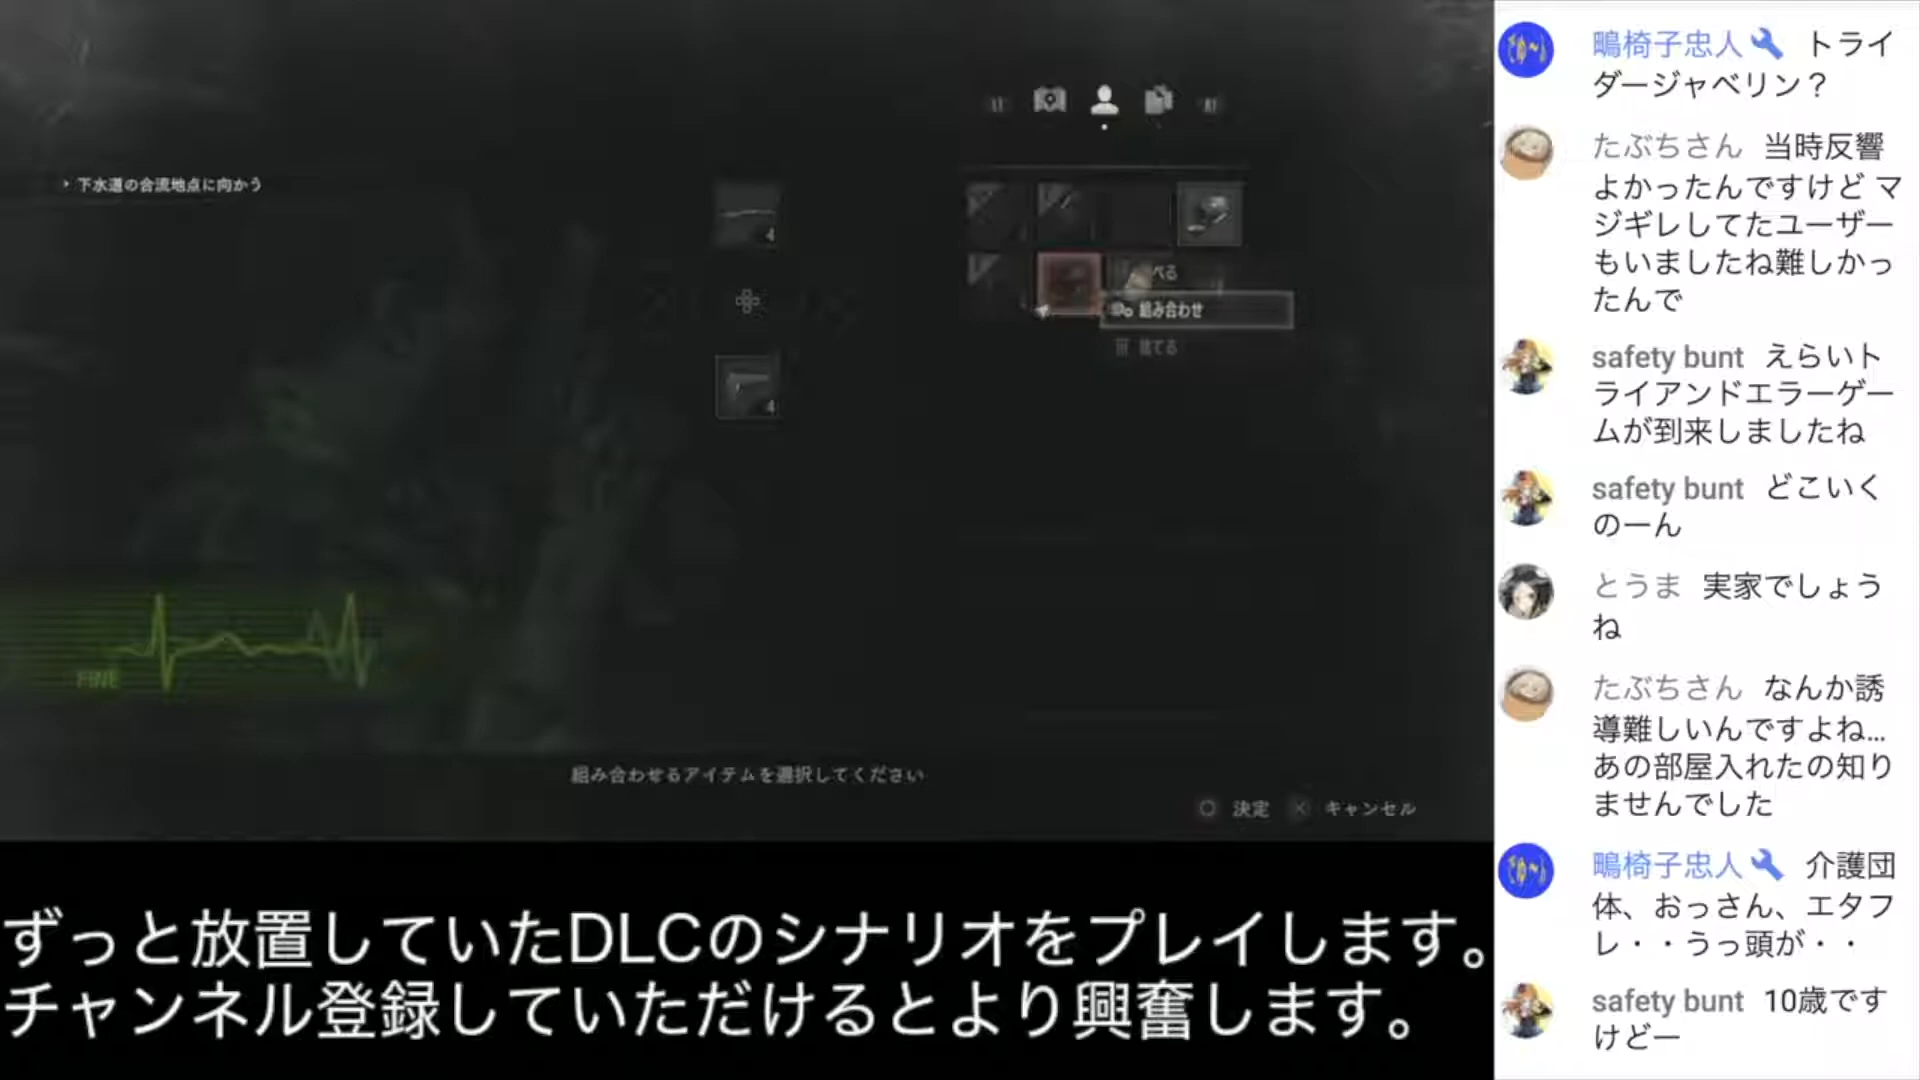 下水道の合流地点に向かう
4
4
べる
組み合わせ
捨てる
FINE
組み合わせるアイテムを選択してください
決定 キャンセル
ずっと放置していたDLCのシナリオをプレイします。
チャンネル登録していただけるとより興奮します。
鴫椅子忠人 トライ
ダージャベリン？
たぶちさん 当時反響
よかったんですけど マ
ジギレしてたユーザー
もいましたね難しかっ
たんで
safety bunt えらいト
ライアンドエラーゲー
ムが到来しましたね
safety bunt どこいく
のーん
とうま 実家でしょう
ね
たぶちさん なんか誘
導難しいんですよね...
あの部屋入れたの知り
ませんでした
鴫椅子忠人 介護団
体、おっさん、エタフ
レ・・うっ頭が・・
safety bunt 10歳です
けどー